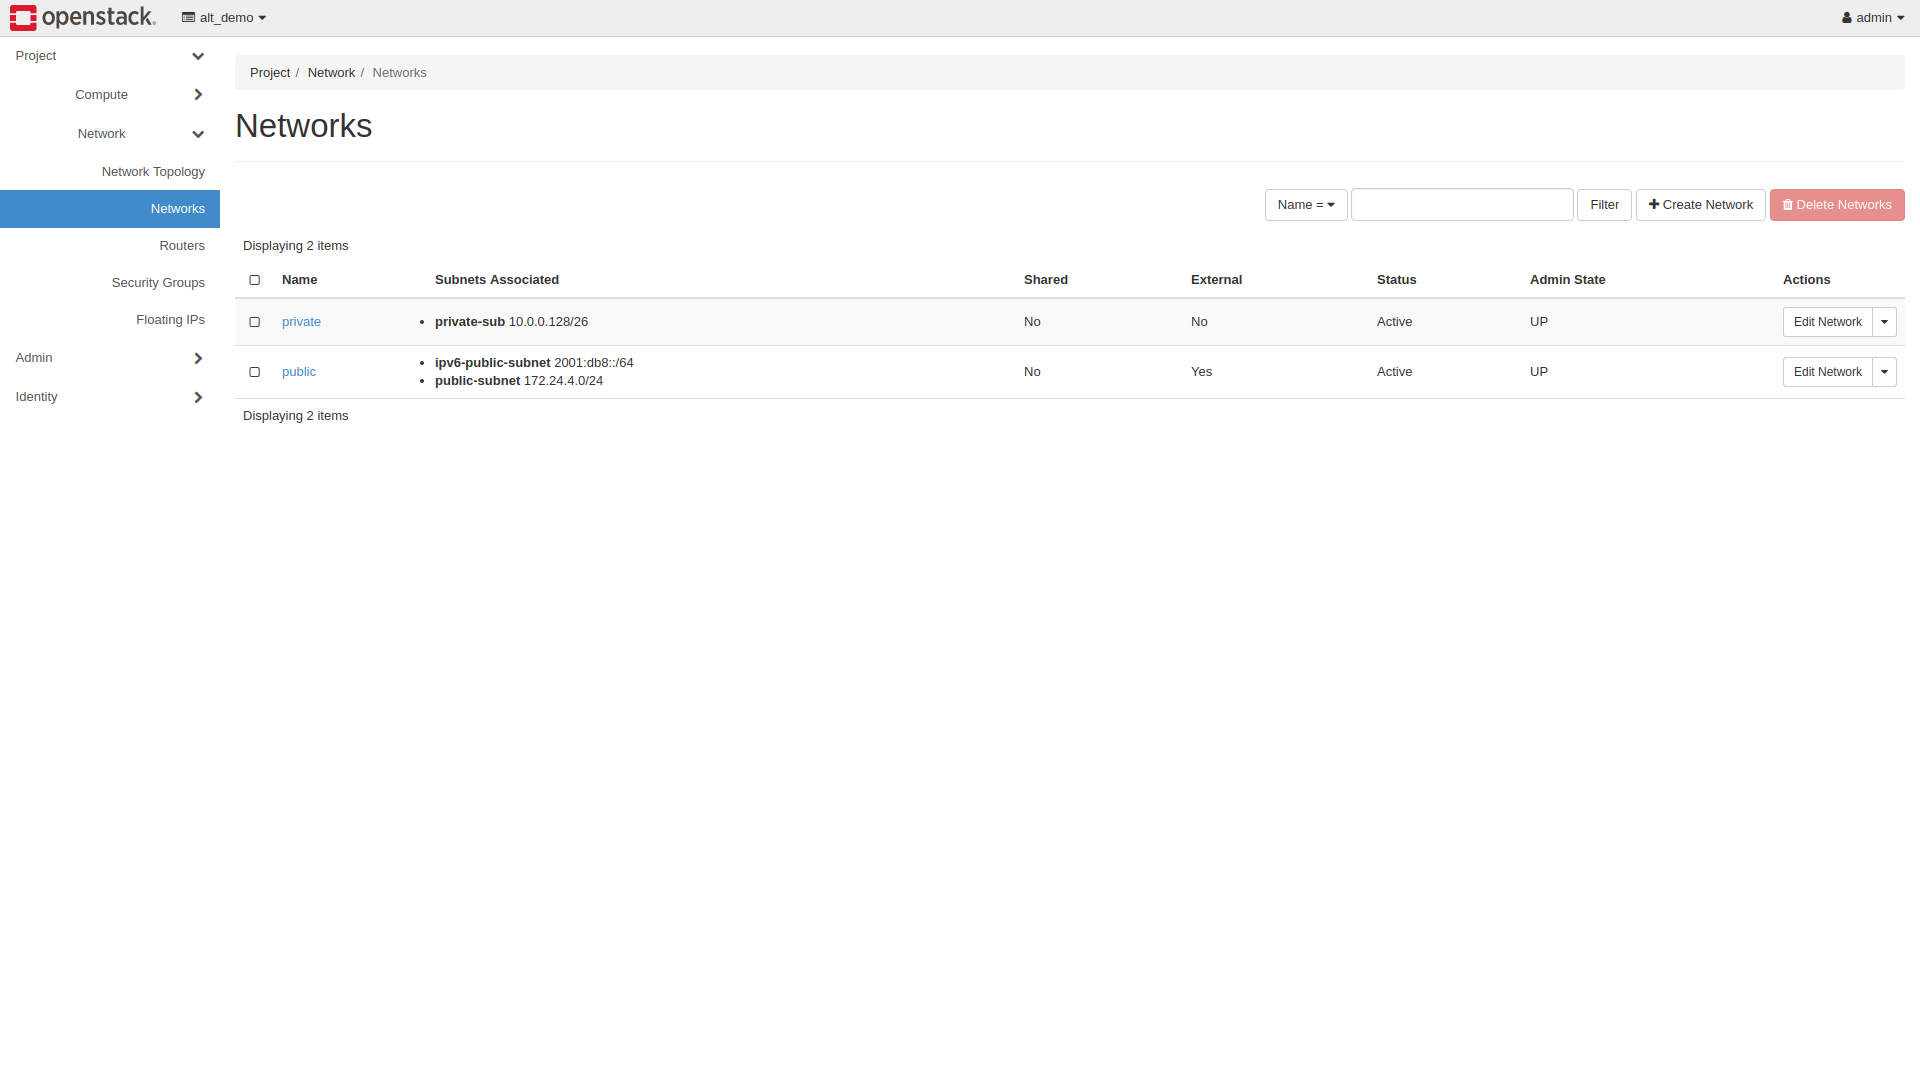 openstack. alt_demo admin
Project
Compute
Network
Network Topology
Networks
Routers
Security Groups
Floating IPs
Admin
Identity
Project / Network / Networks
Networks
Name = Filter Create Network Delete Networks
Displaying 2 items
Name Subnets Associated Shared External Status Admin State Actions
private private-sub 10.0.0.128/26 No No Active UP Edit Network
public ipv6-public-subnet 2001:db8::/64 No Yes Active UP Edit Network
public-subnet 172.24.4.0/24
Displaying 2 items